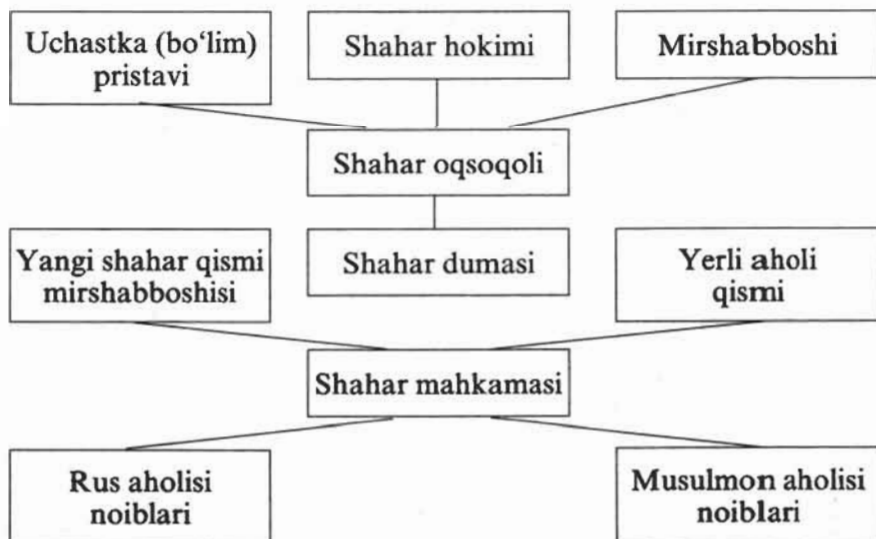 Uchastka (bo‘lim)
pristavi
Shahar hokimi
Mirshabboshi
Shahar oqsoqoli
Yangi shahar qismi
mirshabboshisi
Shahar dumasi
Yerli aholi
qismi
Shahar mahkamasi
Rus aholisi
noiblari
Musulmon aholisi
noiblari